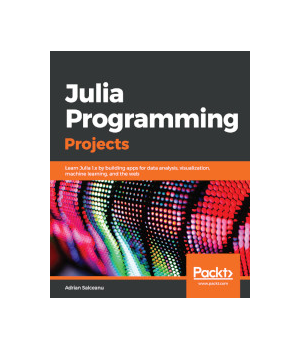 Julia
Programming
Projects
Learn Julia 1.x by building apps for data analysis, visualization,
machine learning, and the web
Packt>
www.packt.com
Adrian Salceanu